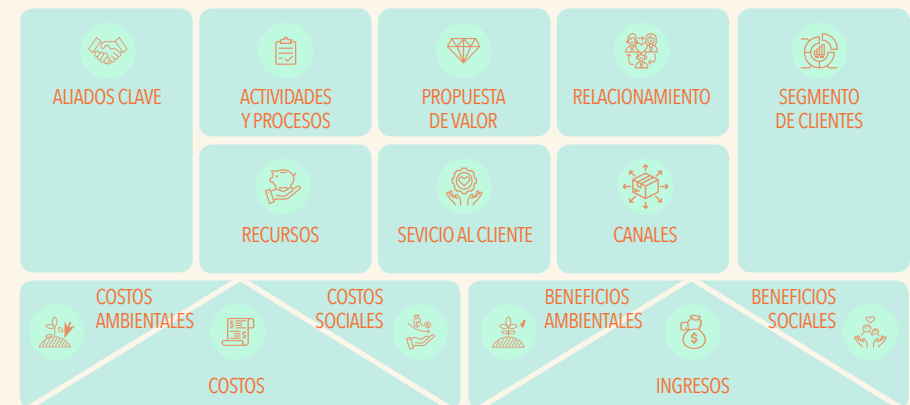 ALIADOS CLAVE
ACTIVIDADES
Y PROCESOS
PROPUESTA
DE VALOR
RELACIONAMIENTO
SEGMENTO
DE CLIENTES
RECURSOS
SEVICIO AL CLIENTE
CANALES
COSTOS
AMBIENTALES
COSTOS
SOCIALES
COSTOS
BENEFICIOS
AMBIENTALES
BENEFICIOS
SOCIALES
INGRESOS